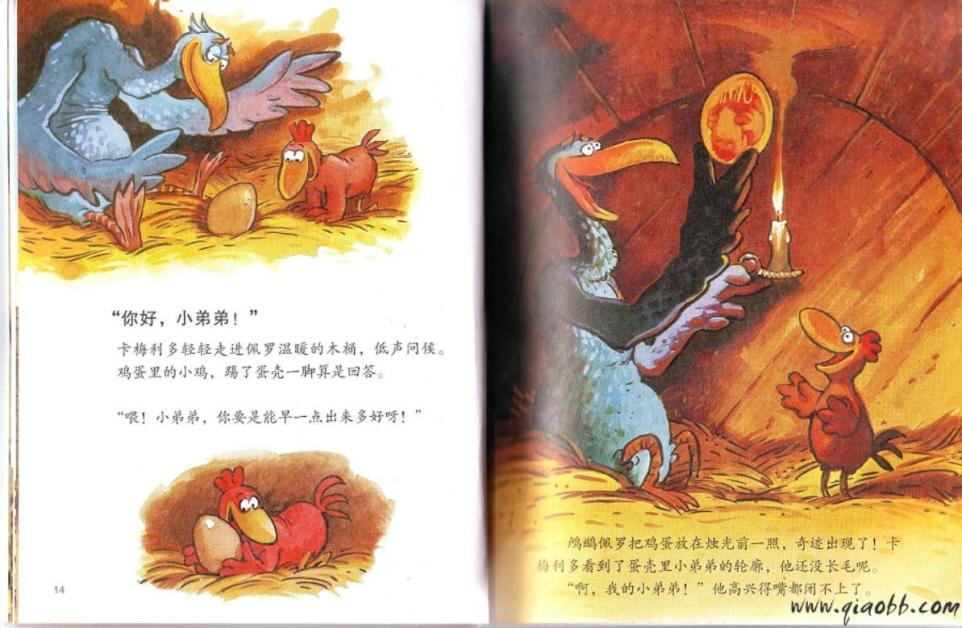 “你好，小弟弟！”
卡梅利多轻轻走进佩罗温暖的木桶，低声问候。
鸡蛋里的小鸡，踢了蛋壳一脚算是回答。
“喂！小弟弟，你要是能早一点出来多好呀！”
14
鸬鹚佩罗把鸡蛋放在烛光前一照，奇迹出现了！卡
梅利多看到了蛋壳里小弟弟的轮廓，他还没长毛呢。
“啊，我的小弟弟！”他高兴得嘴都闭不上了。
www.qiaobb.com